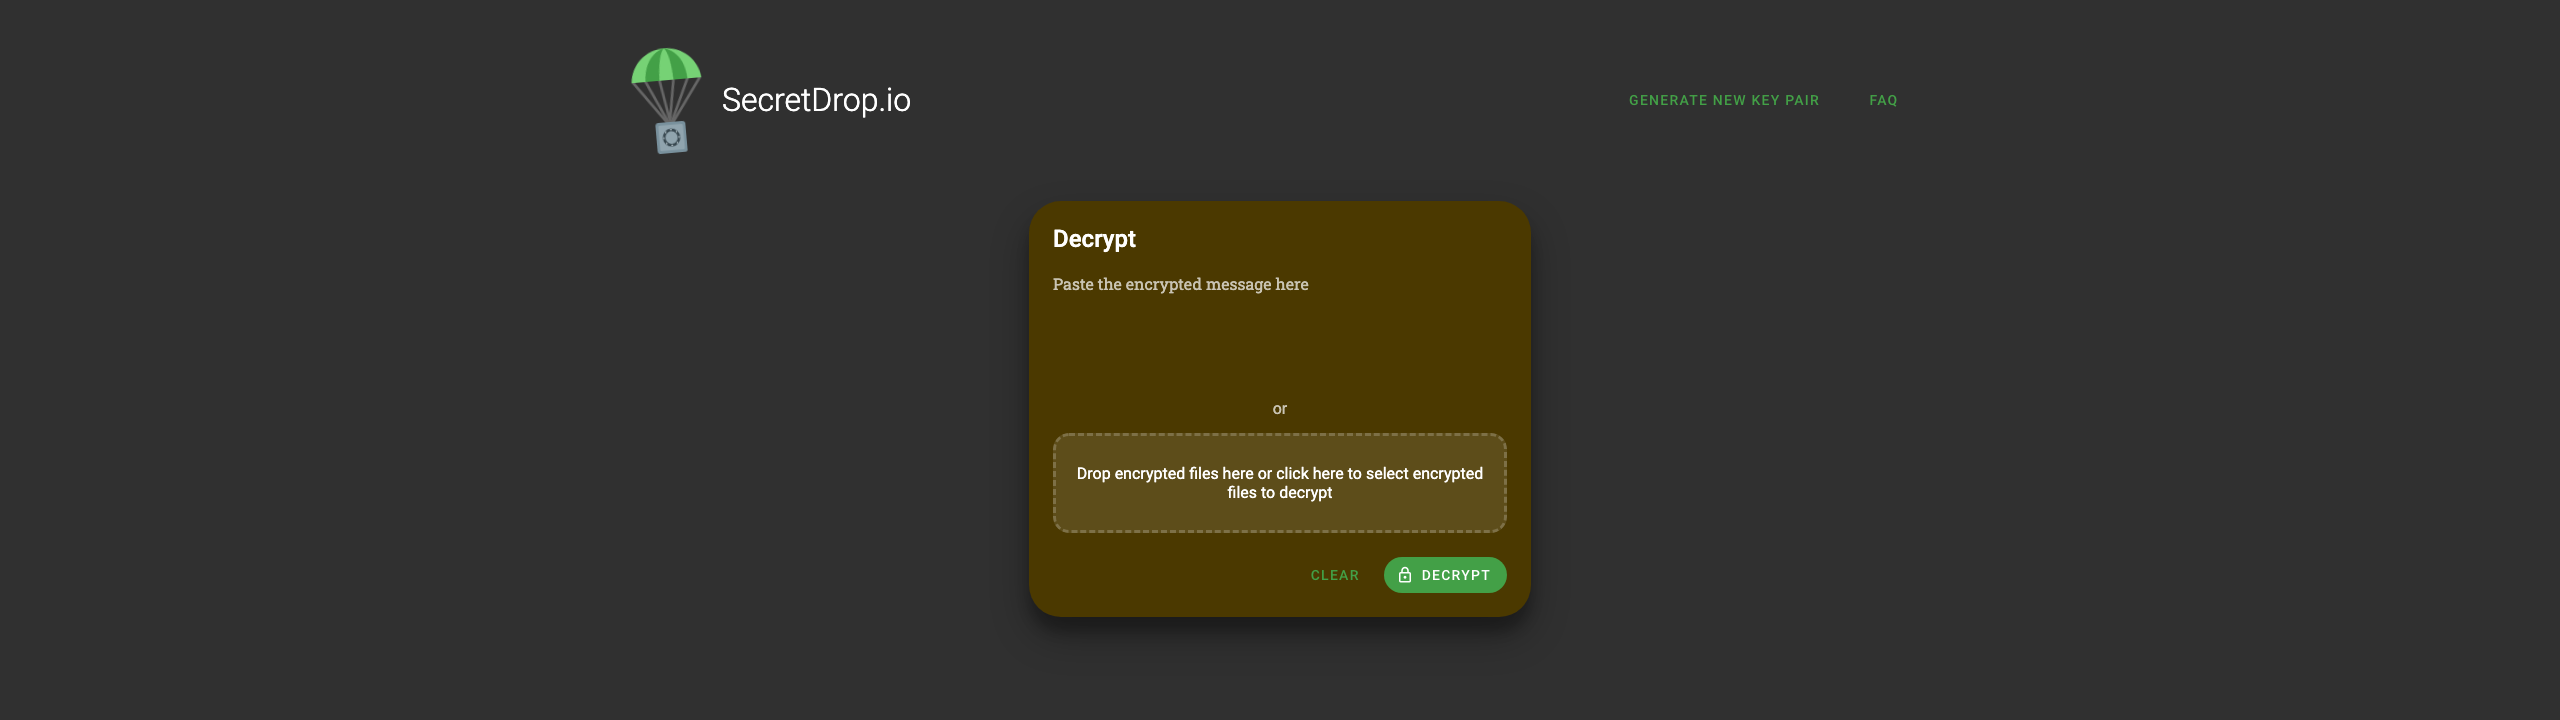 SecretDrop.io
GENERATE NEW KEY PAIR
FAQ
Decrypt
Paste the encrypted message here
or
Drop encrypted files here or click here to select encrypted
files to decrypt
CLEAR
DECRYPT